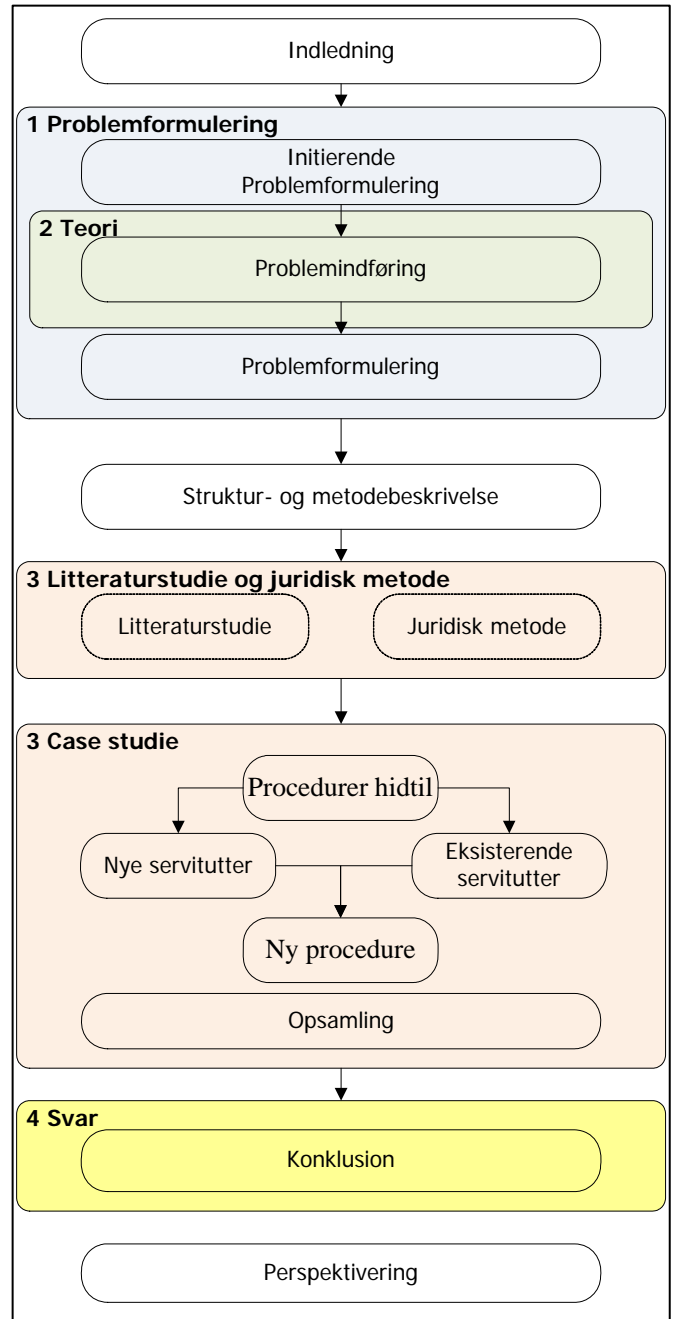 Indledning
1 Problemformulering
Initierende
Problemformulering
2 Teori
Problemindføring
Problemformulering
Struktur- og metodebeskrivelse
3 Litteraturstudie og juridisk metode
Litteraturstudie
Juridisk metode
3 Case studie
Procedurer hidtil
Nye servitutter
Eksisterende
servitutter
Ny procedure
Opsamling
4 Svar
Konklusion
Perspektivering